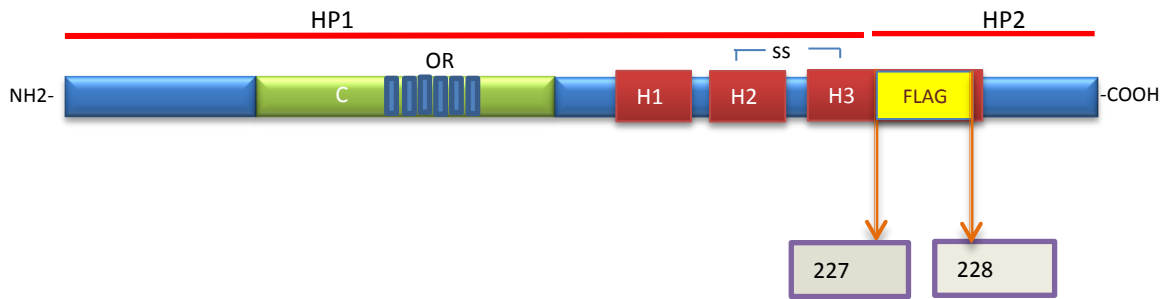 HP1
HP2
OR
ss
NH2-
C
H1
H2
H3
FLAG
-COOH
227
228